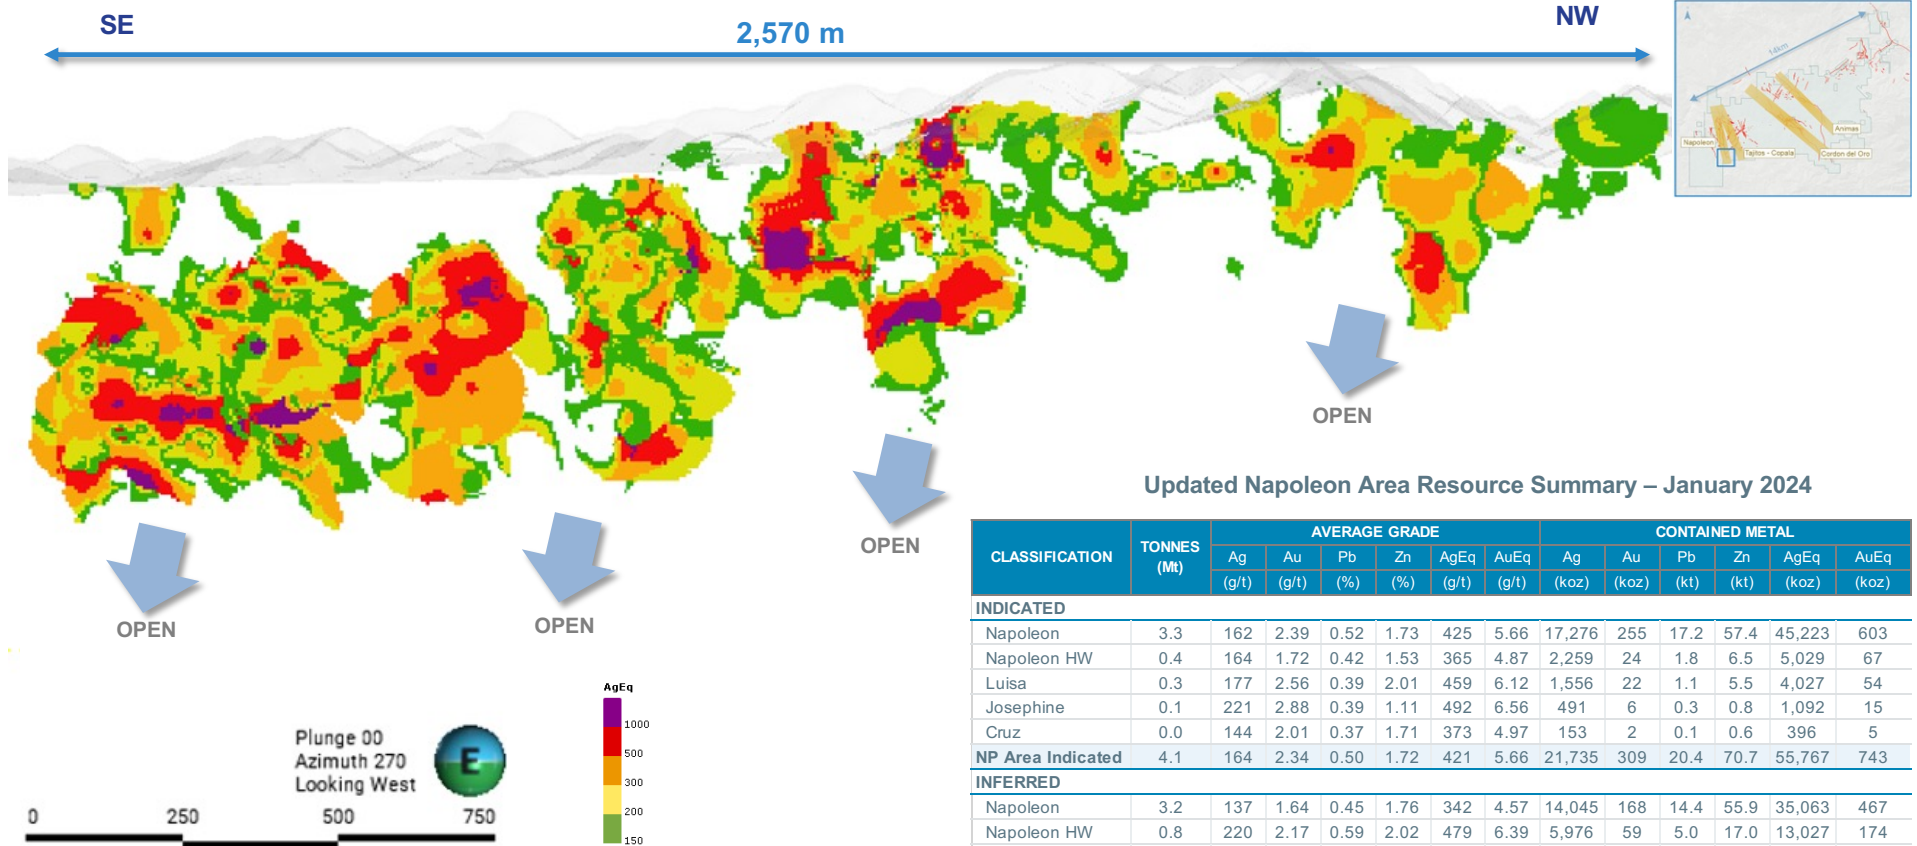 SE
NW
2,570 m
14km
Napoleon
Tajitos - Copala
Animas
Cordon del Oro
OPEN
OPEN
OPEN
OPEN
Updated Napoleon Area Resource Summary – January 2024
CLASSIFICATION TONNES (Mt) AVERAGE GRADE CONTAINED METAL
Ag Au Pb Zn AgEq AuEq Ag Au Pb Zn AgEq AuEq
(g/t) (g/t) (%) (%) (g/t) (g/t) (koz) (koz) (kt) (kt) (koz) (koz)
INDICATED
Napoleon 3.3 162 2.39 0.52 1.73 425 5.66 17,276 255 17.2 57.4 45,223 603
Napoleon HW 0.4 164 1.72 0.42 1.53 365 4.87 2,259 24 1.8 6.5 5,029 67
Luisa 0.3 177 2.56 0.39 2.01 459 6.12 1,556 22 1.1 5.5 4,027 54
Josephine 0.1 221 2.88 0.39 1.11 492 6.56 491 6 0.3 0.8 1,092 15
Cruz 0.0 144 2.01 0.37 1.71 373 4.97 153 2 0.1 0.6 396 5
NP Area Indicated 4.1 164 2.34 0.50 1.72 421 5.66 21,735 309 20.4 70.7 55,767 743
INFERRED
Napoleon 3.2 137 1.64 0.45 1.76 342 4.57 14,045 168 14.4 55.9 35,063 467
Napoleon HW 0.8 220 2.17 0.59 2.02 479 6.39 5,976 59 5.0 17.0 13,027 174
AgEq
1000
500
300
200
150
Plunge 00
Azimuth 270
Looking West
E
0 250 500 750